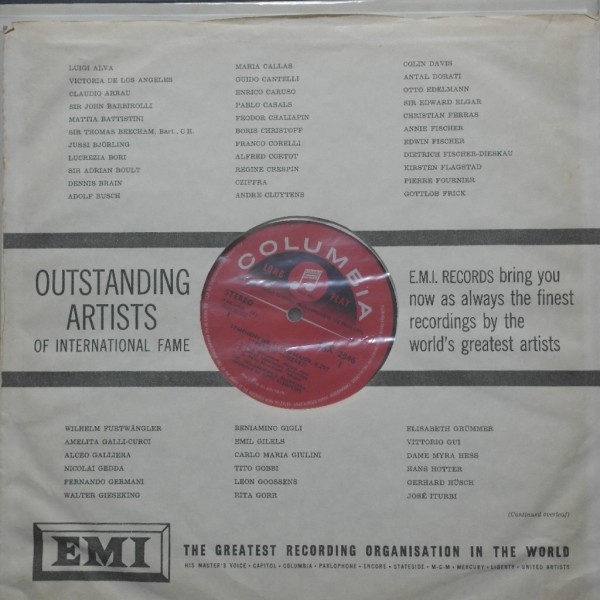 LUIGI ALVA
VICTORIA DE LOS ANGELES
CLAUDIO ARRAU
SIR JOHN BARBIROLLI
MATTIA BATTISTINI
SIR THOMAS BEECHAM, Bart., C.H.
JUSSI BJÖRLING
LUCREZIA BORI
SIR ADRIAN BOULT
DENNIS BRAIN
ADOLF BUSCH
MARIA CALLAS
GUIDO CANTELLI
ENRICO CARUSO
PABLO CASALS
FEODOR CHALIAPIN
BORIS CHRISTOFF
FRANCO CORELLI
ALFRED CORTOT
REGINE CRESPIN
CZIFFRA
ANDRE CLUYTENS
COLIN DAVIS
ANTAL DORATI
OTTO EDELMANN
SIR EDWARD ELGAR
CHRISTIAN FERRAS
ANNIE FISCHER
EDWIN FISCHER
DIETRICH FISCHER-DIESKAU
KIRSTEN FLAGSTAD
PIERRE FOURNIER
GOTTLOB FRICK
OUTSTANDING
ARTISTS
OF INTERNATIONAL FAME
COLUMBIA
LONG PLAY
STEREO
E.M.I. RECORDS bring you
now as always the finest
recordings by the
world's greatest artists
WILHELM FURTWÄNGLER
AMELITA GALLI-CURCI
ALCEO GALLIERA
NICOLAI GEDDA
FERNANDO GERMANI
WALTER GIESEKING
BENIAMINO GIGLI
EMIL GILELS
CARLO MARIA GIULINI
TITO GOBBI
LEON GOOSSENS
RITA GORR
ELISABETH GRÜMMER
VITTORIO GUI
DAME MYRA HESS
HANS HOTTER
GERHARD HÜSCH
JOSÉ ITURBI
(Continued overleaf)
EMI
THE GREATEST RECORDING ORGANISATION IN THE WORLD
HIS MASTER'S VOICE • CAPITOL • COLUMBIA • PARLOPHONE • ENCORE • STATESIDE • M-G-M • MERCURY • LIBERTY • UNITED ARTISTS